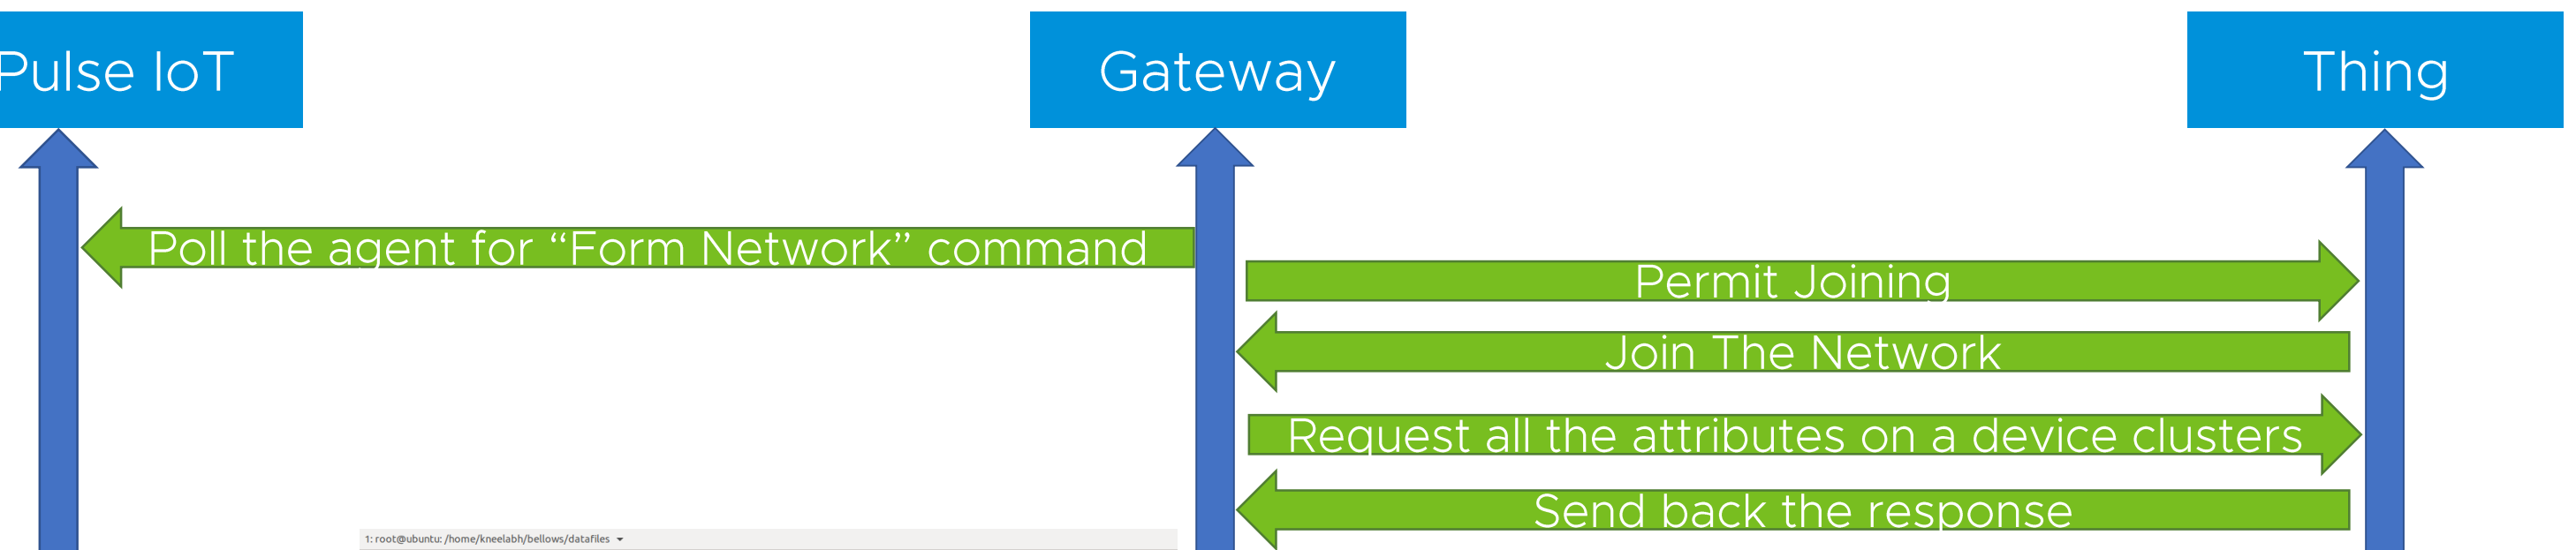 Pulse IoT
Gateway
Thing
Poll the agent for “Form Network” command
Permit Joining
Join The Network
Request all the attributes on a device clusters
Send back the response
1: root@ubuntu: /home/kneelabh/bellows/datafiles